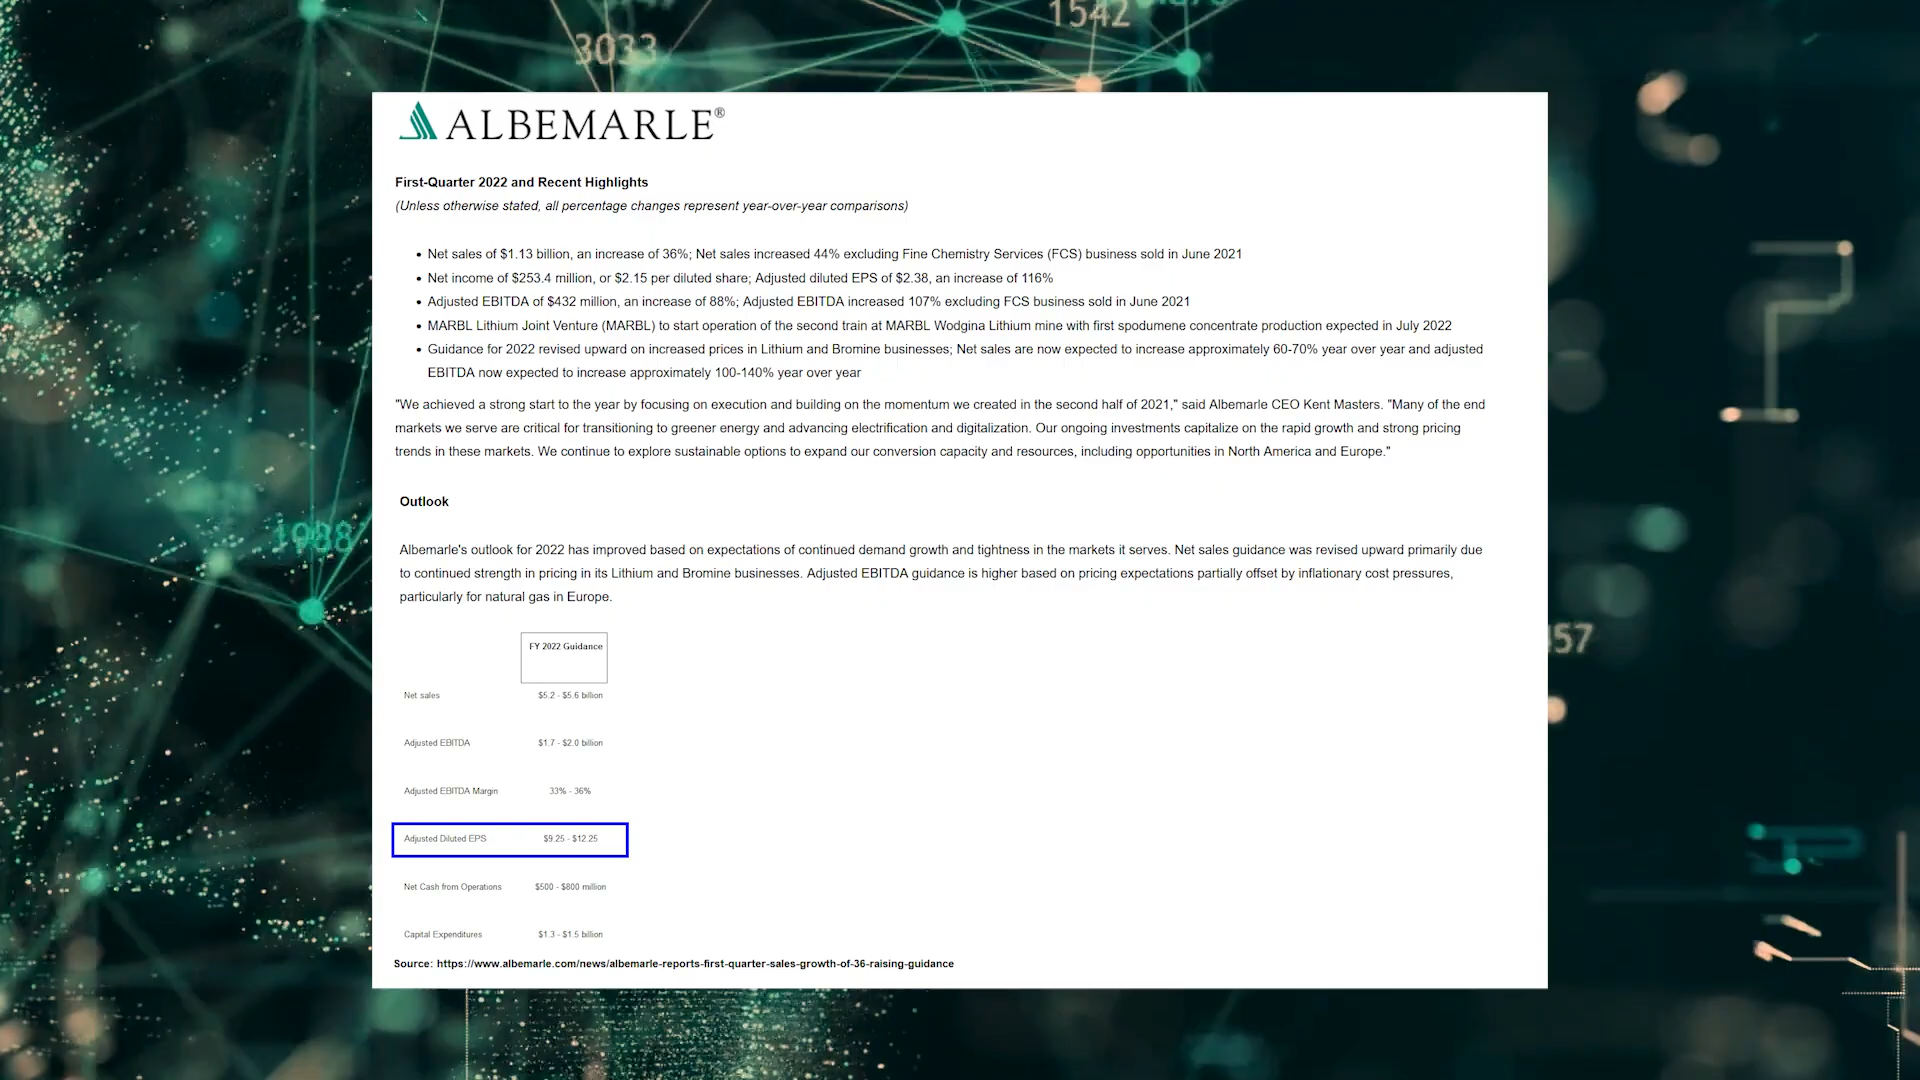 3033
1542
ALBEMARLE®
First-Quarter 2022 and Recent Highlights
(Unless otherwise stated, all percentage changes represent year-over-year comparisons)
• Net sales of $1.13 billion, an increase of 36%; Net sales increased 44% excluding Fine Chemistry Services (FCS) business sold in June 2021
• Net income of $253.4 million, or $2.15 per diluted share; Adjusted diluted EPS of $2.38, an increase of 116%
• Adjusted EBITDA of $432 million, an increase of 88%; Adjusted EBITDA increased 107% excluding FCS business sold in June 2021
• MARBL Lithium Joint Venture (MARBL) to start operation of the second train at MARBL Wodgina Lithium mine with first spodumene concentrate production expected in July 2022
• Guidance for 2022 revised upward on increased prices in Lithium and Bromine businesses; Net sales are now expected to increase approximately 60-70% year over year and adjusted
EBITDA now expected to increase approximately 100-140% year over year
"We achieved a strong start to the year by focusing on execution and building on the momentum we created in the second half of 2021," said Albemarle CEO Kent Masters. "Many of the end
markets we serve are critical for transitioning to greener energy and advancing electrification and digitalization. Our ongoing investments capitalize on the rapid growth and strong pricing
trends in these markets. We continue to explore sustainable options to expand our conversion capacity and resources, including opportunities in North America and Europe."
Outlook
1988
Albemarle's outlook for 2022 has improved based on expectations of continued demand growth and tightness in the markets it serves. Net sales guidance was revised upward primarily due
to continued strength in pricing in its Lithium and Bromine businesses. Adjusted EBITDA guidance is higher based on pricing expectations partially offset by inflationary cost pressures,
particularly for natural gas in Europe.
57
FY 2022 Guidance
Net sales $5.2 - $5.6 billion
Adjusted EBITDA $1.7 - $2.0 billion
Adjusted EBITDA Margin 33% - 36%
Adjusted Diluted EPS $9.25 - $12.25
Net Cash from Operations $500 - $800 million
Capital Expenditures $1.3 - $1.5 billion
Source: https://www.albemarle.com/news/albemarle-reports-first-quarter-sales-growth-of-36-raising-guidance